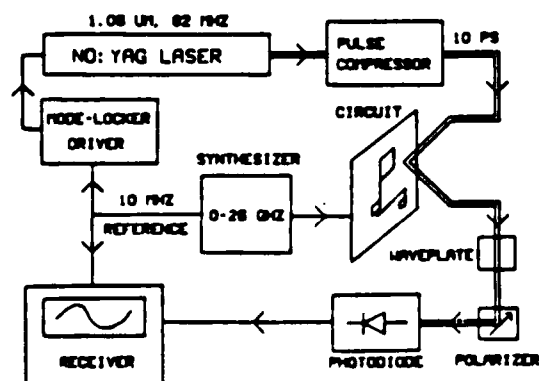 1.06 UM, 82 MHZ
ND: YAG LASER
PULSE
COMPRESSOR
10 PS
MODE-LOCKER
DRIVER
CIRCUIT
SYNTHESIZER
10 MHZ
REFERENCE
0-26 GHZ
WAVEPLATE
RECEIVER
PHOTODIODE
POLARIZER